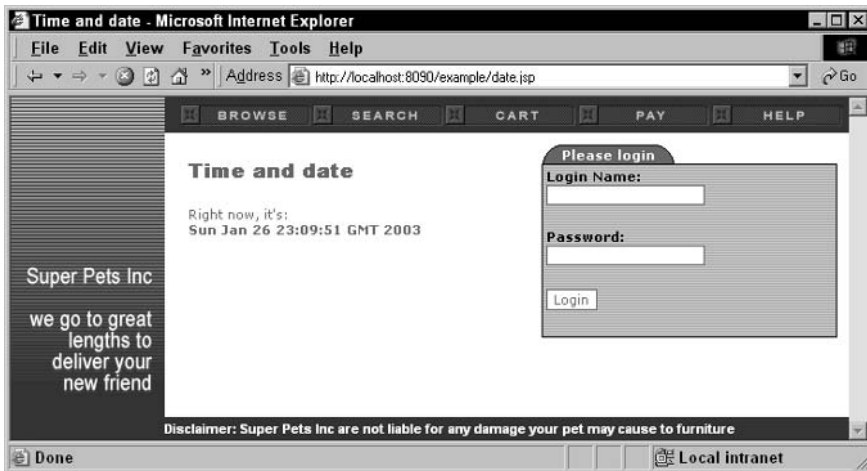 Time and date - Microsoft Internet Explorer
File Edit View Favorites Tools Help
» Address http://localhost:8090/example/date.jsp Go
BROWSE SEARCH CART PAY HELP
Time and date
Right now, it's:
Sun Jan 26 23:09:51 GMT 2003
Please login
Login Name:
Password:
Login
Super Pets Inc
we go to great
lengths to
deliver your
new friend
Disclaimer: Super Pets Inc are not liable for any damage your pet may cause to furniture
Done Local intranet